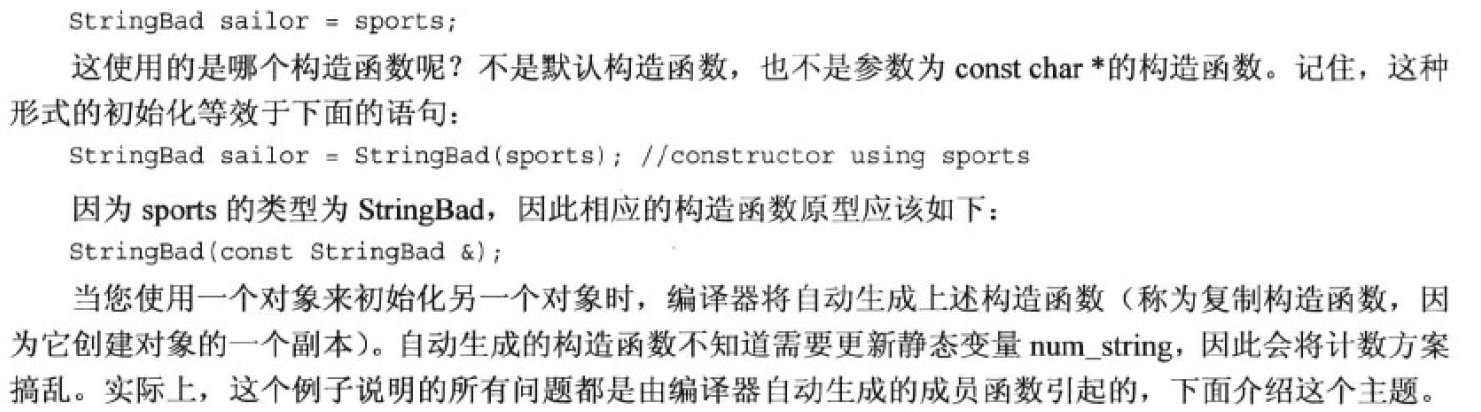 StringBad sailor = sports;
这使用的是哪个构造函数呢？不是默认构造函数，也不是参数为 const char *的构造函数。记住，这种
形式的初始化等效于下面的语句：
StringBad sailor = StringBad(sports); //constructor using sports
因为 sports 的类型为 StringBad，因此相应的构造函数原型应该如下：
StringBad(const StringBad &);
当您使用一个对象来初始化另一个对象时，编译器将自动生成上述构造函数（称为复制构造函数，因
为它创建对象的一个副本）。自动生成的构造函数不知道需要更新静态变量 num_string，因此会将计数方案
搞乱。实际上，这个例子说明的所有问题都是由编译器自动生成的成员函数引起的，下面介绍这个主题。